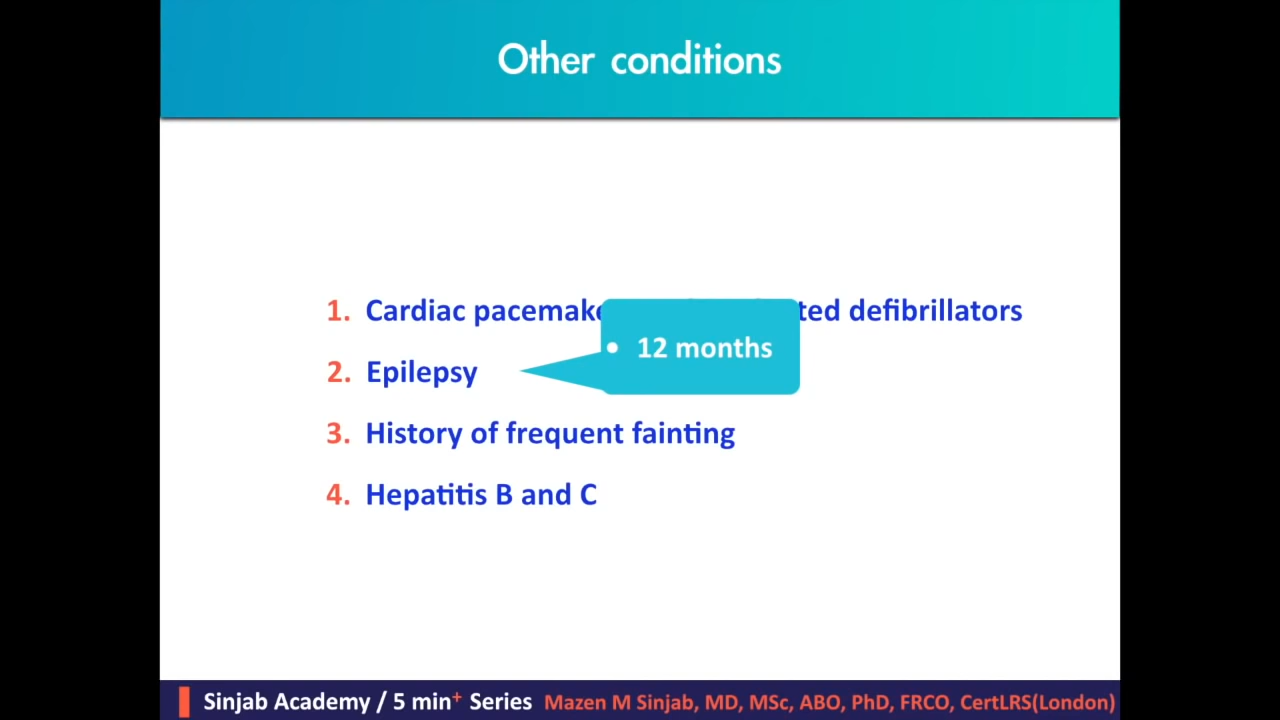 Other conditions
1. Cardiac pacemake ted defibrillators
• 12 months
2. Epilepsy
3. History of frequent fainting
4. Hepatitis B and C
Sinjab Academy / 5 min+ Series Mazen M Sinjab, MD, MSc, ABO, PhD, FRCO, CertLRS(London)